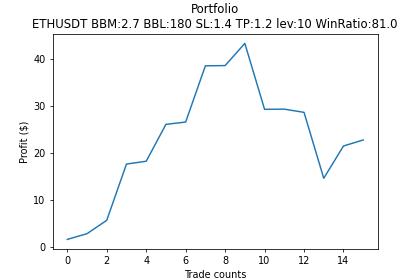 Portfolio
ETHUSDT BBM:2.7 BBL:180 SL:1.4 TP:1.2 lev:10 WinRatio:81.0
40
30
20
10
0
Profit ($)
0 2 4 6 8 10 12 14
Trade counts